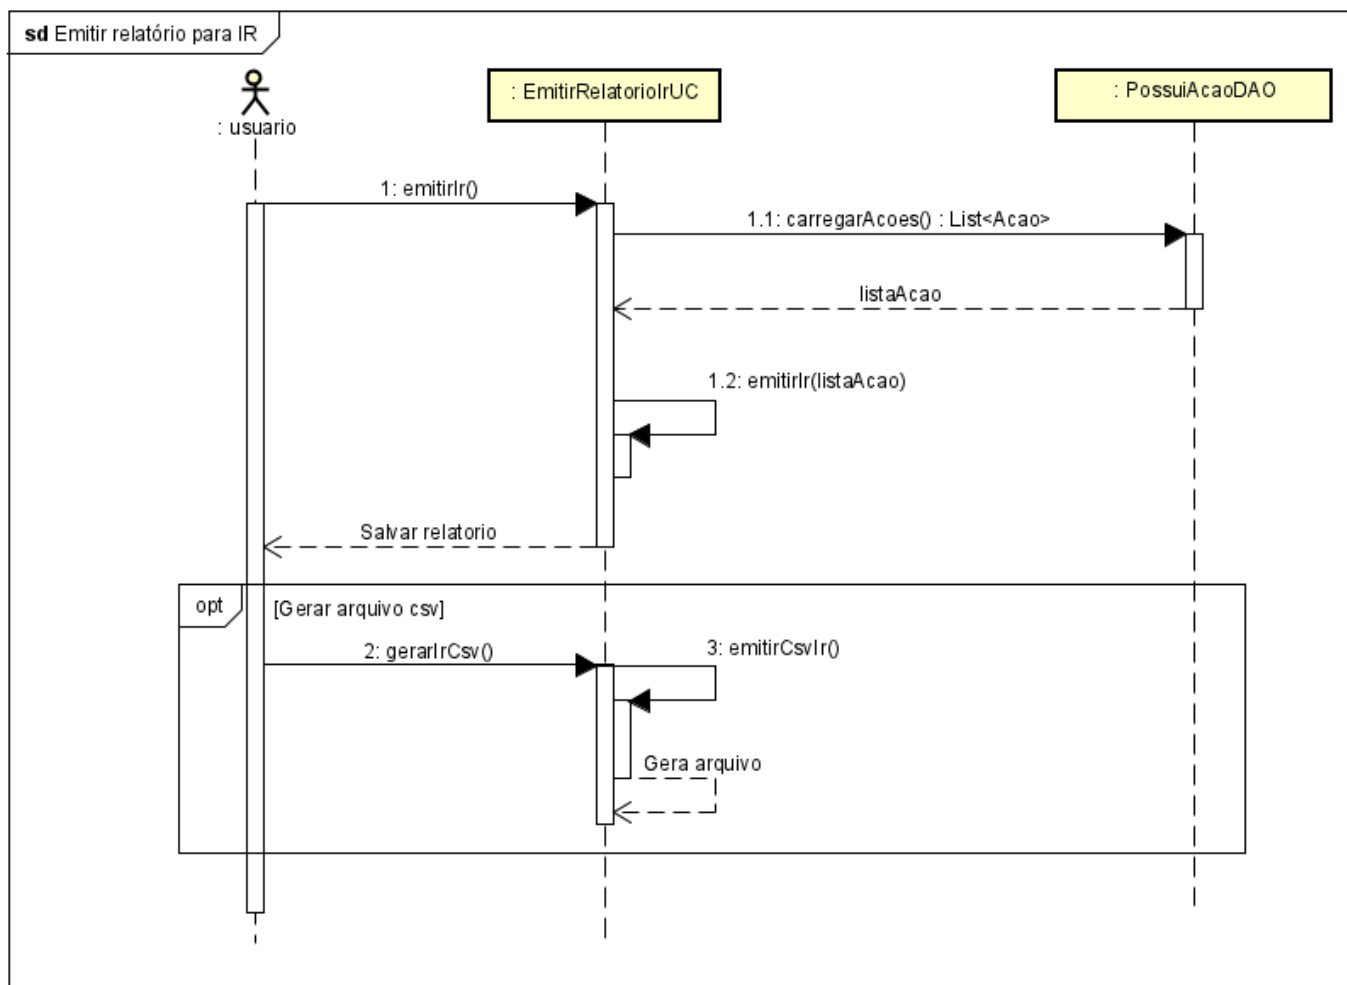 sd Emitir relatório para IR
: usuario
: EmitirRelatorioIrUC
: PossuiAcaoDAO
1: emitirIr()
1.1: carregarAcoes() : List<Acao>
listaAcao
1.2: emitirIr(listaAcao)
Salvar relatorio
opt
[Gerar arquivo csv]
2: gerarIrCsv()
3: emitirCsvIr()
Gera arquivo